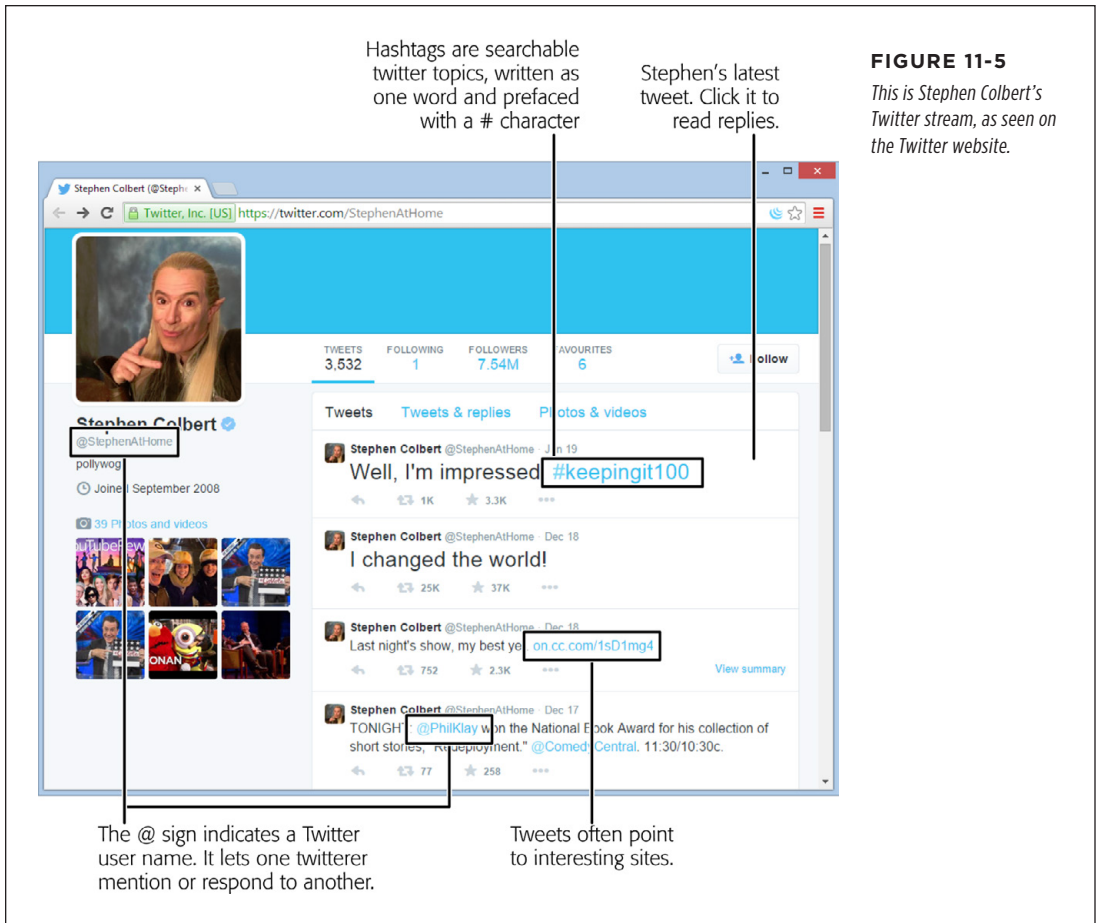 Hashtags are searchable
twitter topics, written as
one word and prefaced
with a # character
Stephen's latest
tweet. Click it to
read replies.
FIGURE 11-5
This is Stephen Colbert's
Twitter stream, as seen on
the Twitter website.
Stephen Colbert (@Steph
Twitter, Inc. [US] https://twitter.com/StephenAtHome
TWEETS FOLLOWING FOLLOWERS FAVOURITES
3,532 1 7.54M 6
Follow
Tweets Tweets & replies Photos & videos
Stephen Colbert
@StephenAtHome
pollywog
Joined September 2008
39 Photos and videos
uTubeRew
ONAN
Stephen Colbert @StephenAtHome · Jan 19
Well, I'm impressed #keepingit100
1K 3.3K
Stephen Colbert @StephenAtHome · Dec 18
I changed the world!
25K 37K
Stephen Colbert @StephenAtHome · Dec 18
Last night's show, my best yet. on.cc.com/1sD1mg4
752 2.3K View summary
Stephen Colbert @StephenAtHome · Dec 17
TONIGHT: @PhilKlay won the National Book Award for his collection of
short stories, "Redeployment." @ComedyCentral. 11:30/10:30c.
77 258
The @ sign indicates a Twitter
user name. It lets one twitterer
mention or respond to another.
Tweets often point
to interesting sites.